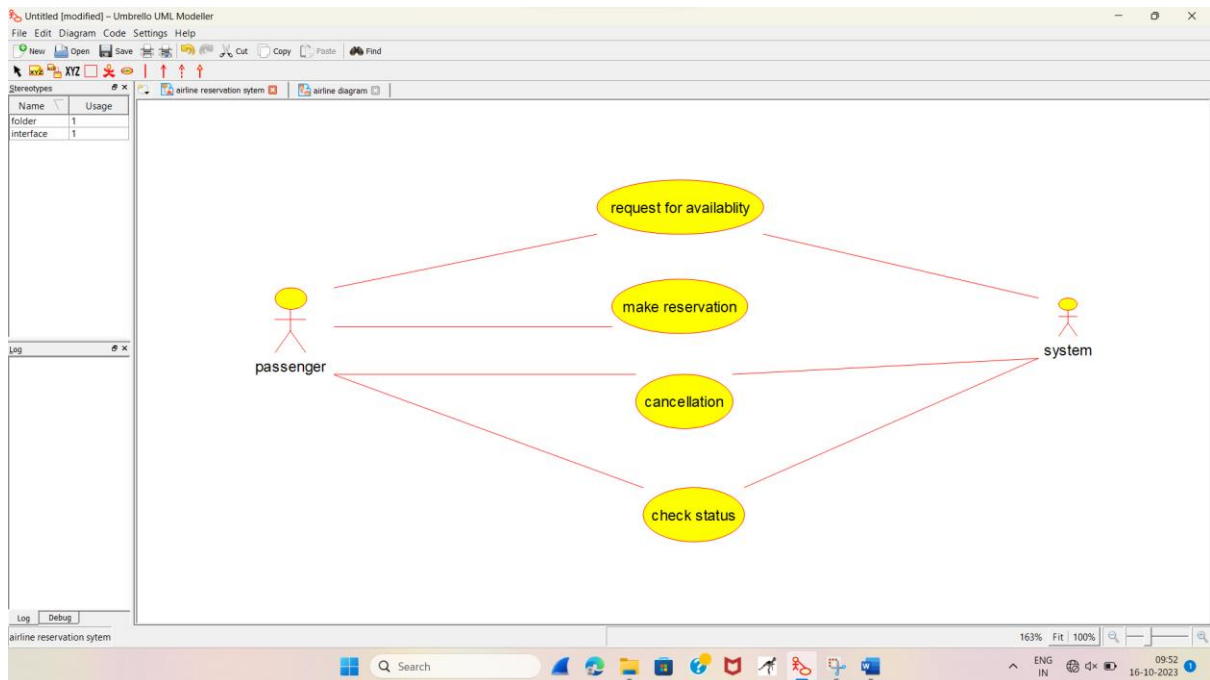 Untitled [modified] – Umbrello UML Modeller
File Edit Diagram Code Settings Help
New Open Save Cut Copy Paste Find
XYZ XYZ
Stereotypes
airline reservation sytem airline diagram
Name Usage
folder 1
interface 1
request for availablity
make reservation
passenger
system
cancellation
check status
Log
Log Debug
airline reservation sytem
163% Fit 100%
Search
ENG
IN
09:52
16-10-2023
1